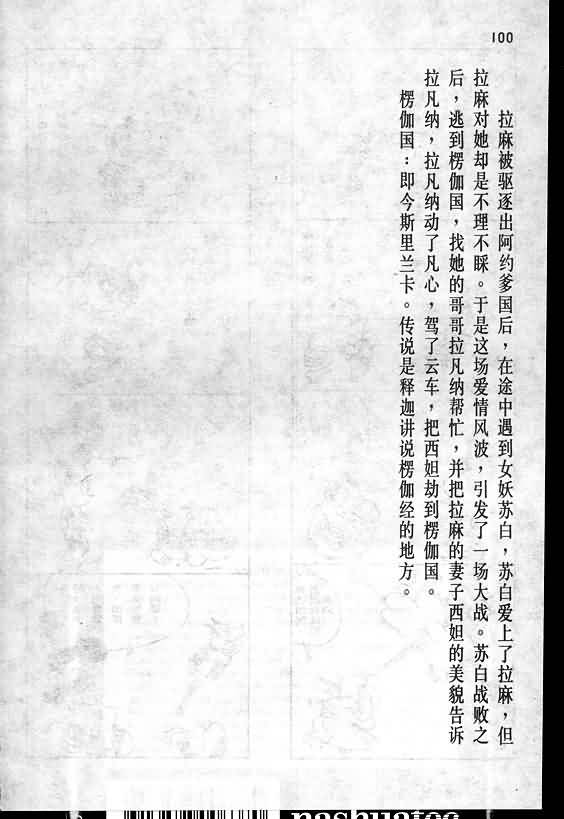 100
拉麻被驱逐出阿约爹国后，在途中遇到女妖苏白，苏白爱上了拉麻，但
拉麻对她却是不理不睬。于是这场爱情风波，引发了一场大战。苏白战败之
后，逃到楞伽国，找她的哥哥拉凡纳帮忙，并把拉麻的妻子西妲的美貌告诉
拉凡纳，拉凡纳动了凡心，驾了云车，把西妲劫到楞伽国。
楞伽国：即今斯里兰卡。传说是释迦讲说楞伽经的地方。